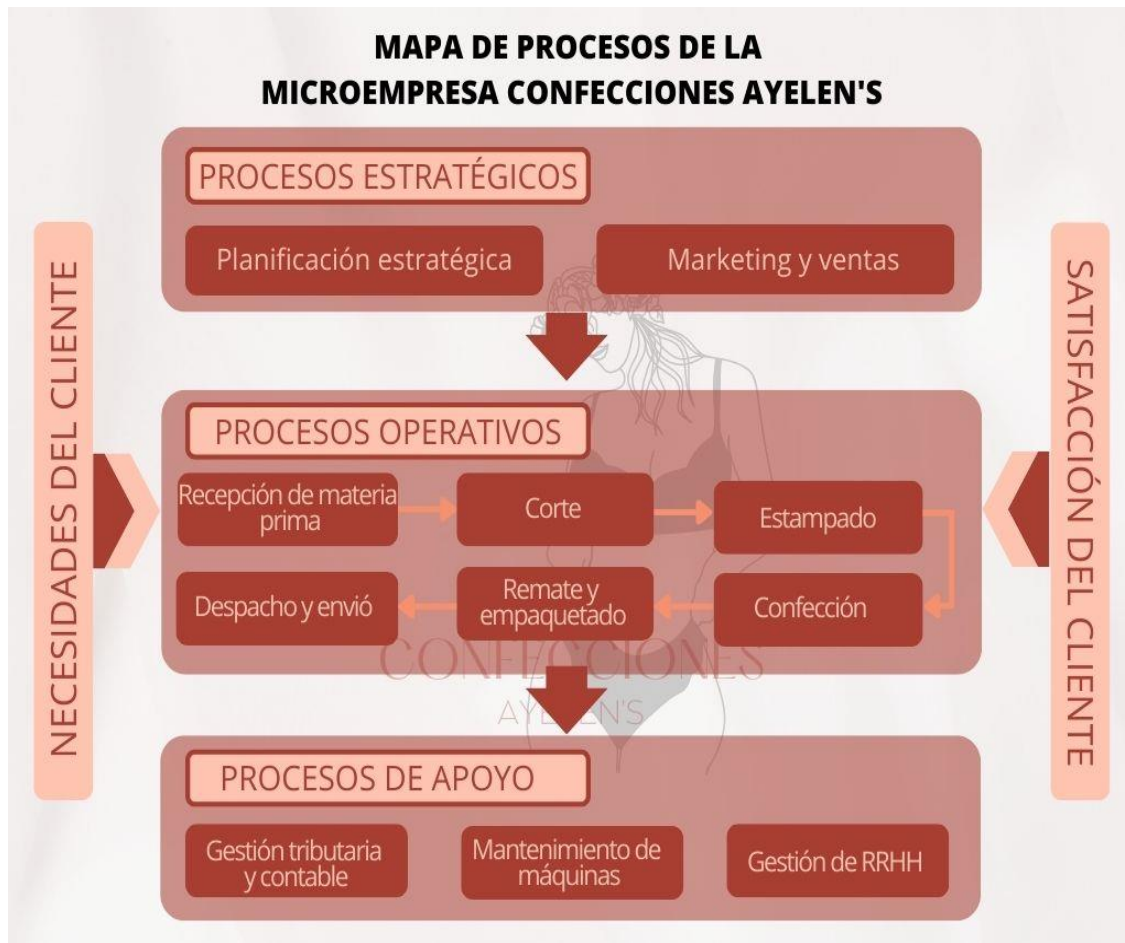 MAPA DE PROCESOS DE LA
MICROEMPRESA CONFECCIONES AYELEN'S
PROCESOS ESTRATÉGICOS
Planificación estratégica
Marketing y ventas
NECESIDADES DEL CLIENTE
SATISFACCIÓN DEL CLIENTE
PROCESOS OPERATIVOS
Recepción de materia
prima
Corte
Estampado
Despacho y envió
Remate y
empaquetado
Confección
CONFECCIONES
AYELEN'S
PROCESOS DE APOYO
Gestión tributaria
y contable
Mantenimiento de
máquinas
Gestión de RRHH